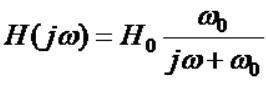 H(jω) = H₀ ω₀ / (jω + ω₀)